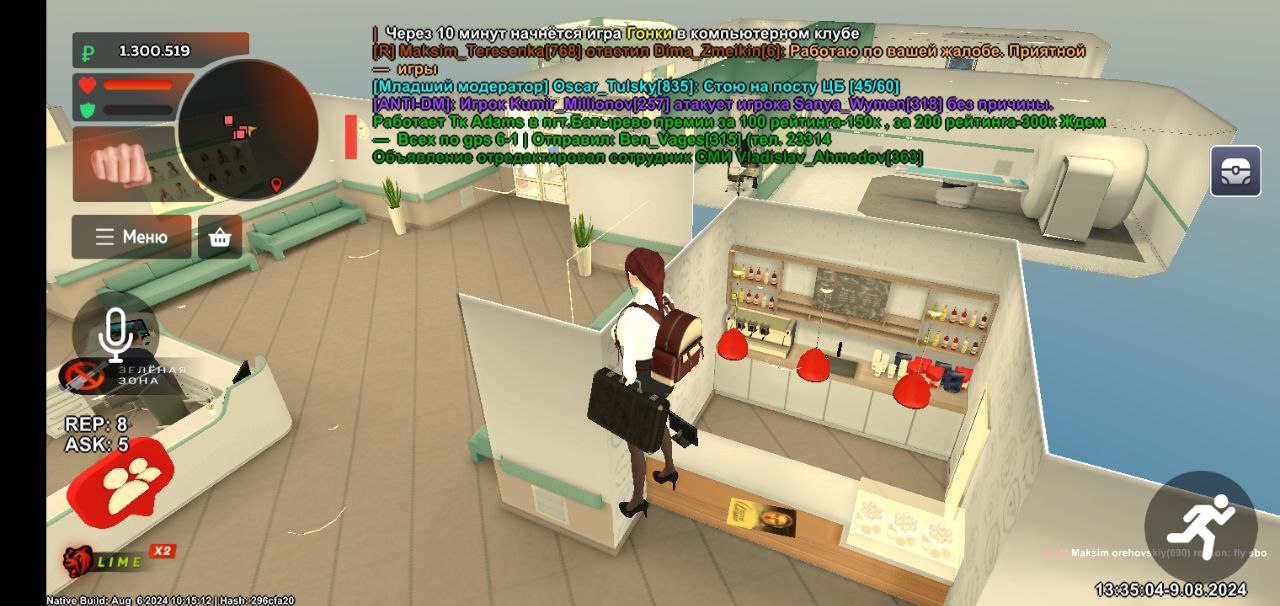 Через 10 минут начнётся игра Гонки в компьютерном клубе
[R] Maksim_Teresenka[768] ответил Dima_Zmeikin[6]: Работаю по вашей жалобе. Приятной
— игры
[Младший модератор] Oscar_Tulsky[835]: Стою на посту ЦБ [45/60]
[ANTI-DM]: Игрок Kumir_Millionov[257] атакует игрока Sanya_Wymen[318] без причины.
Работает Тк Adams в пгт.Батырево премии за 100 рейтинга-150к , за 200 рейтинга-300к Ждем
— Всех по gps 6-1 | Отправил: Ben_Vages[315] (тел. 23314
Объявление отредактировал сотрудник СМИ Vladislav_Ahmedov[363]
₽ 1.300.519
Меню
ЗЕЛЁНАЯ
ЗОНА
REP: 8
ASK: 5
LIME X2
Maksim orehovskiy(690) fly sbo
13:35:04-9.08.2024
Native Build: Aug 6 2024 10:15:12 | Hash: 296cfa20